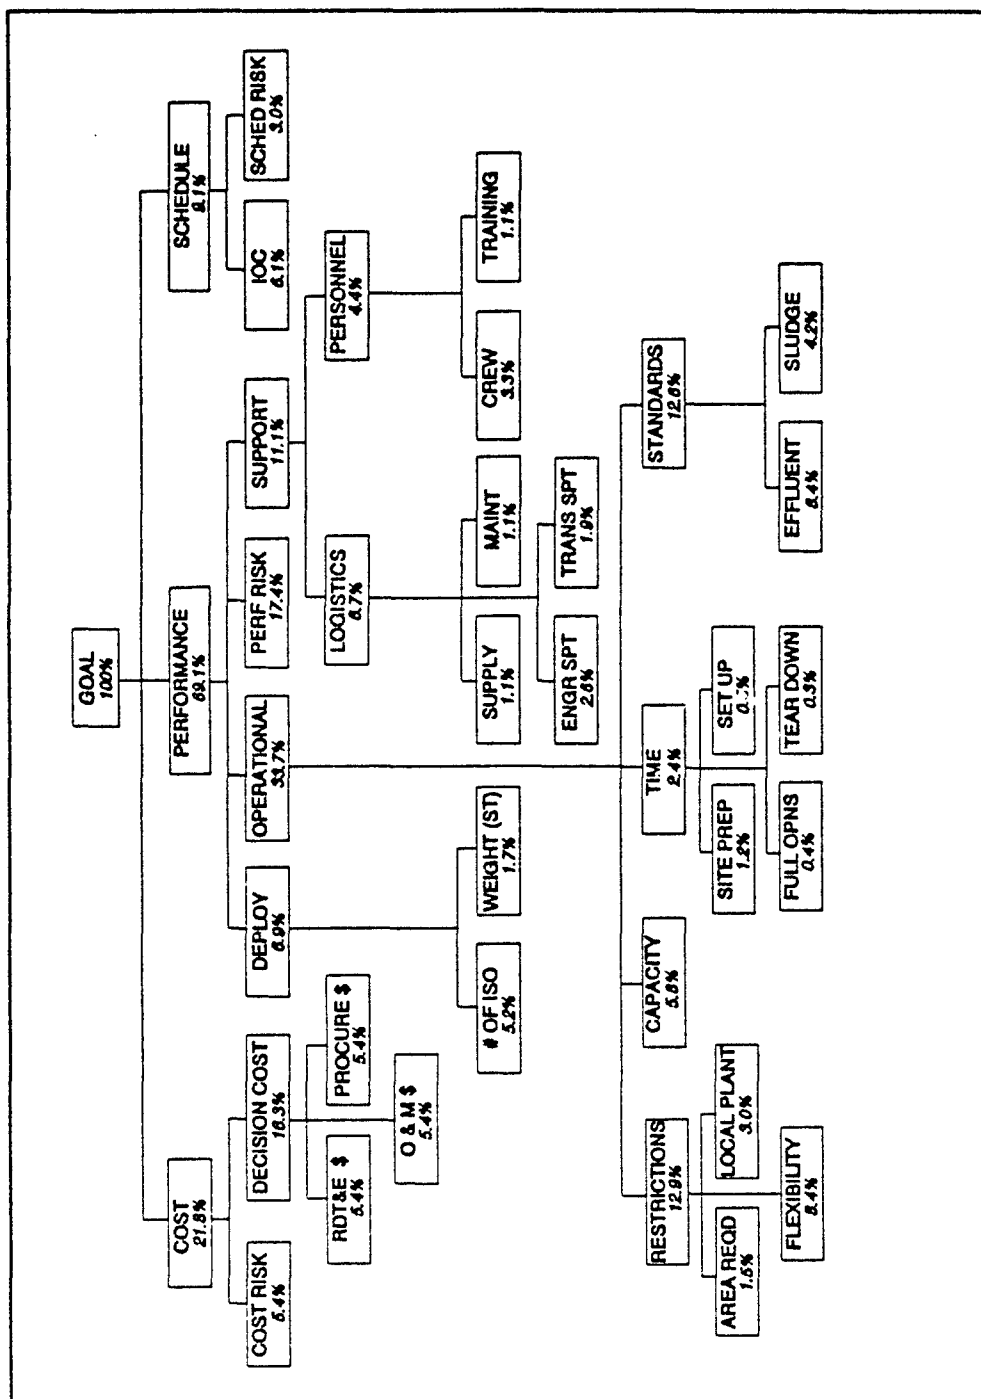 GOAL
100%
COST
21.8%
PERFORMANCE
69.1%
SCHEDULE
9.1%
COST RISK
5.4%
DECISION COST
16.3%
DEPLOY
6.9%
OPERATIONAL
33.7%
PERF RISK
17.4%
SUPPORT
11.1%
IOC
6.1%
SCHED RISK
3.0%
RDT&E $
5.4%
PROCURE $
5.4%
O & M $
5.4%
LOGISTICS
6.7%
PERSONNEL
4.4%
# OF ISO
5.2%
WEIGHT (ST)
1.7%
SUPPLY
1.1%
MAINT
1.1%
CREW
3.3%
TRAINING
1.1%
ENGR SPT
2.6%
TRANS SPT
1.9%
RESTRICTIONS
12.9%
CAPACITY
5.8%
TIME
2.4%
STANDARDS
12.6%
AREA REQD
1.5%
LOCAL PLANT
3.0%
SITE PREP
1.2%
SET UP
FLEXIBILITY
8.4%
FULL OPNS
0.4%
TEAR DOWN
0.3%
EFFLUENT
8.4%
SLUDGE
4.2%